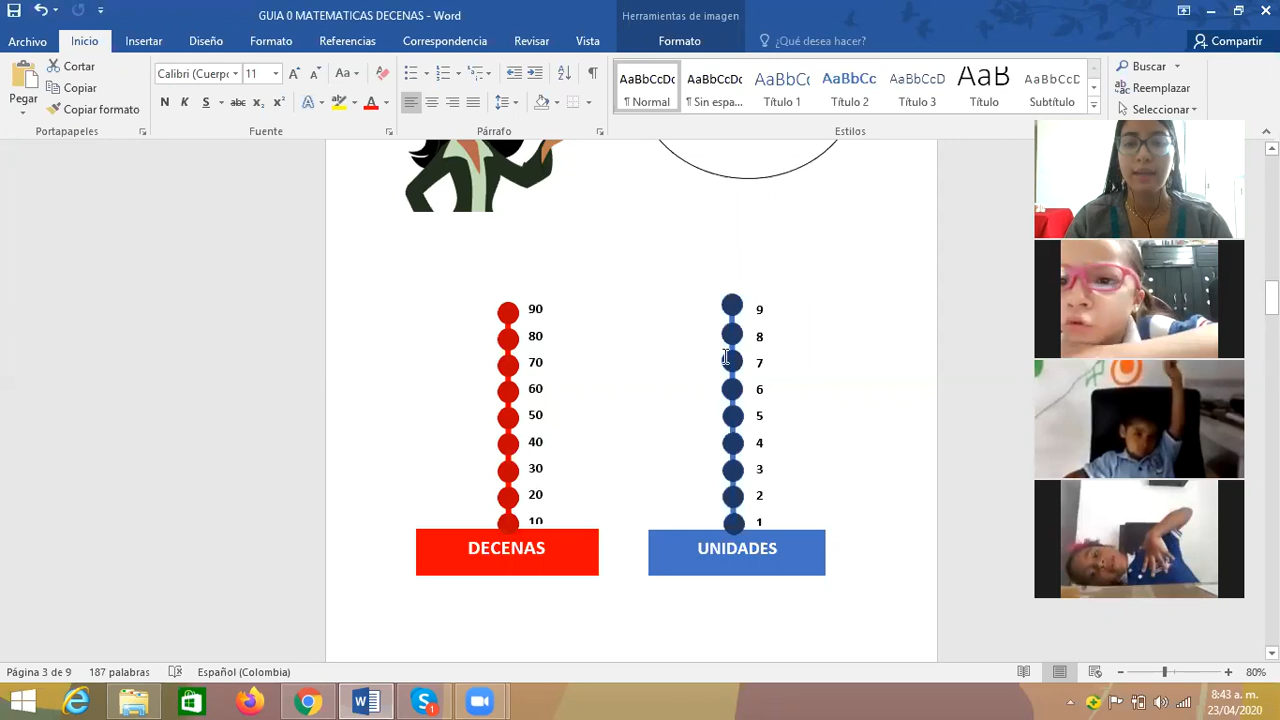 GUIA 0 MATEMATICAS DECENAS - Word
Herramientas de imagen
Archivo Inicio Insertar Diseño Formato Referencias Correspondencia Revisar Vista Formato ¿Qué desea hacer? Compartir
Pegar
Cortar
Copiar
Copiar formato
Portapapeles
Calibri (Cuerpo 11
N K S abc x₂ x² A A
Fuente
Párrafo
AaBbCcDc AaBbCcDc AaBbCc AaBbCc AaBbCcD AaB AaBbCcD
¶ Normal ¶ Sin espa... Título 1 Título 2 Título 3 Título Subtítulo
Estilos
Buscar
Reemplazar
Seleccionar
90 9
80 8
70 7
60 6
50 5
40 4
30 3
20 2
10 1
DECENAS UNIDADES
Página 3 de 9 187 palabras Español (Colombia) 80%
1
8:43 a. m.
23/04/2020